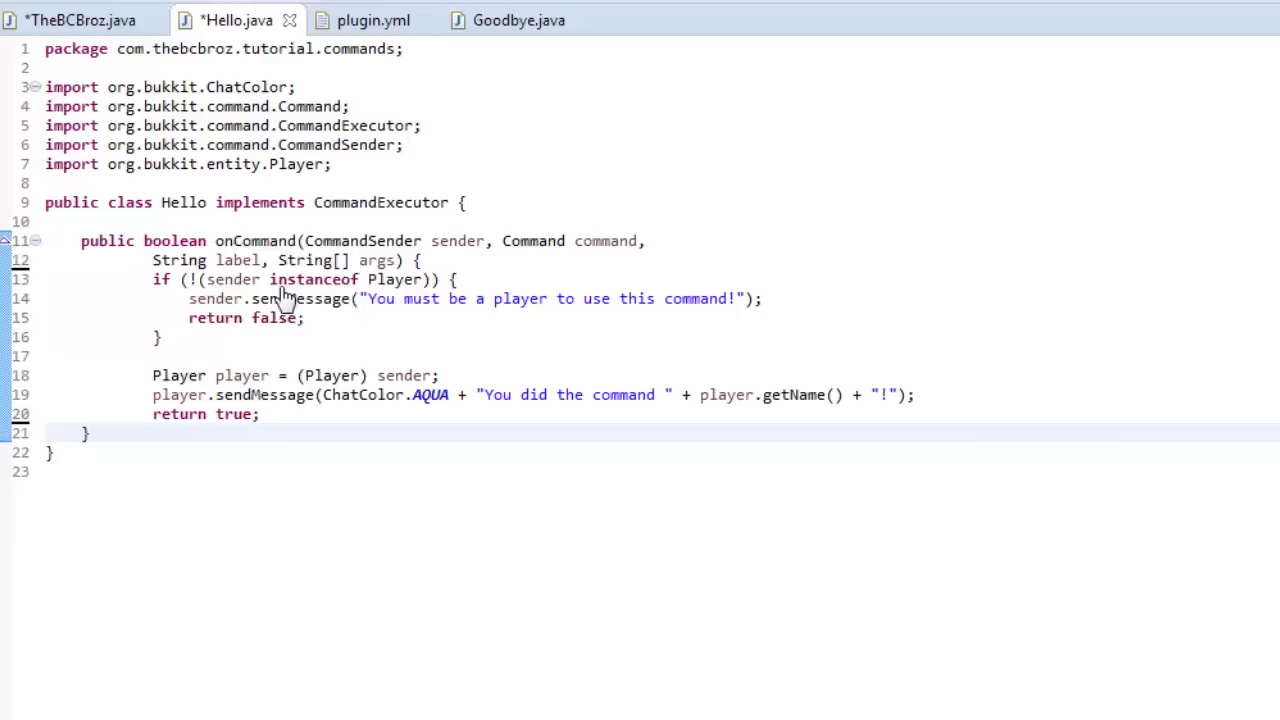 *TheBCBroz.java *Hello.java plugin.yml Goodbye.java
1 package com.thebcbroz.tutorial.commands;
2
3 import org.bukkit.ChatColor;
4 import org.bukkit.command.Command;
5 import org.bukkit.command.CommandExecutor;
6 import org.bukkit.command.CommandSender;
7 import org.bukkit.entity.Player;
8
9 public class Hello implements CommandExecutor {
10
11 public boolean onCommand(CommandSender sender, Command command,
12 String label, String[] args) {
13 if (!(sender instanceof Player)) {
14 sender.sendMessage("You must be a player to use this command!");
15 return false;
16 }
17
18 Player player = (Player) sender;
19 player.sendMessage(ChatColor.AQUA + "You did the command " + player.getName() + "!");
20 return true;
21 }
22 }
23